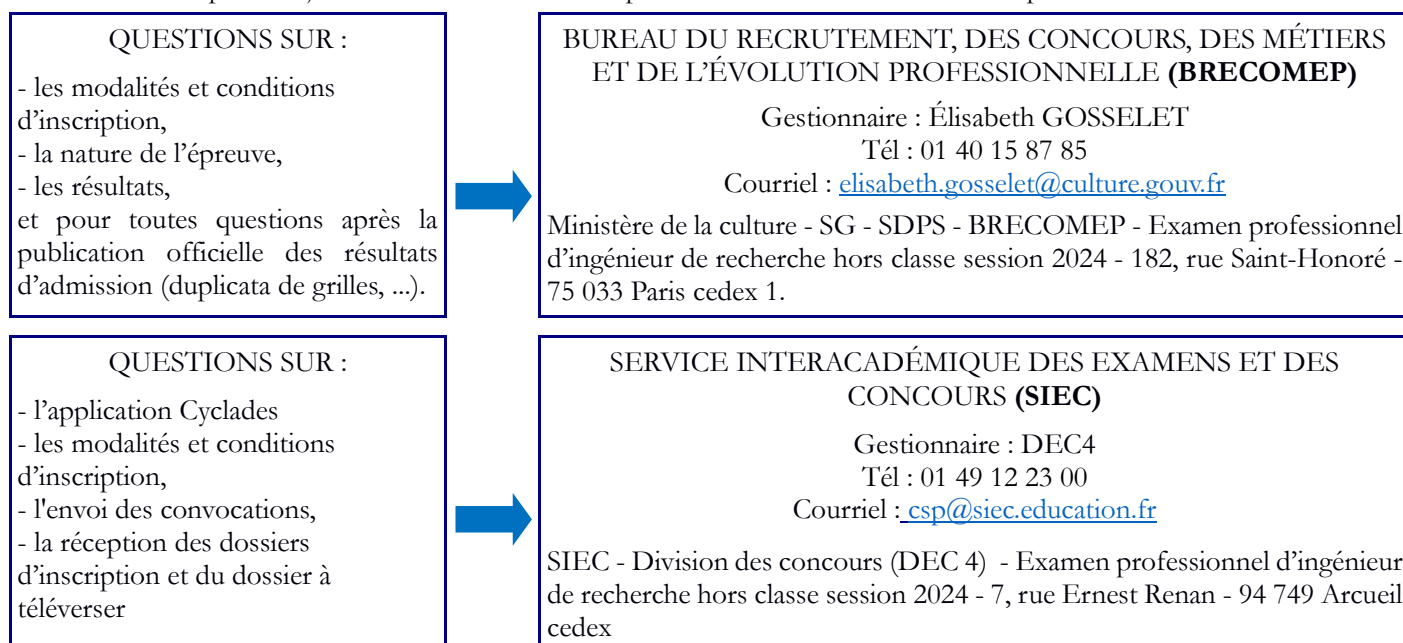 QUESTIONS SUR :
- les modalités et conditions
d’inscription,
- la nature de l’épreuve,
- les résultats,
et pour toutes questions après la
publication officielle des résultats
d’admission (duplicata de grilles, ...).
BUREAU DU RECRUTEMENT, DES CONCOURS, DES MÉTIERS
ET DE L’ÉVOLUTION PROFESSIONNELLE (BRECOMEP)
Gestionnaire : Élisabeth GOSSELET
Tél : 01 40 15 87 85
Courriel : elisabeth.gosselet@culture.gouv.fr
Ministère de la culture - SG - SDPS - BRECOMEP - Examen professionnel
d’ingénieur de recherche hors classe session 2024 - 182, rue Saint-Honoré -
75 033 Paris cedex 1.
QUESTIONS SUR :
- l’application Cyclades
- les modalités et conditions
d’inscription,
- l'envoi des convocations,
- la réception des dossiers
d’inscription et du dossier à
téléverser
SERVICE INTERACADÉMIQUE DES EXAMENS ET DES
CONCOURS (SIEC)
Gestionnaire : DEC4
Tél : 01 49 12 23 00
Courriel : csp@siec.education.fr
SIEC - Division des concours (DEC 4) - Examen professionnel d’ingénieur
de recherche hors classe session 2024 - 7, rue Ernest Renan - 94 749 Arcueil
cedex